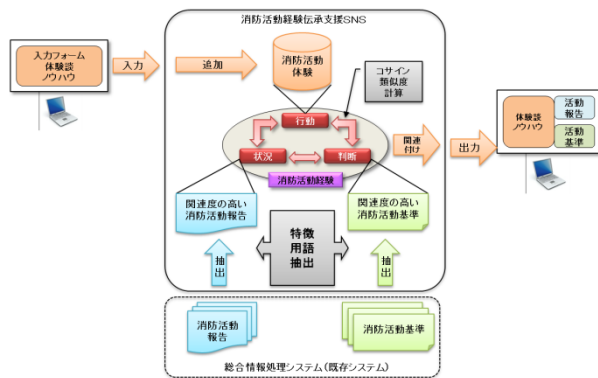 消防活動経験伝承支援SNS
入力フォーム
体験談
ノウハウ
入力
追加
消防活動
体験
コサイン
類似度
計算
行動
状況
判断
消防活動経験
関連
付け
出力
体験談
ノウハウ
活動
報告
活動
基準
関連度の高い
消防活動報告
関連度の高い
消防活動基準
特徴
用語
抽出
抽出
抽出
消防活動
報告
消防活動基準
総合情報処理システム(既存システム)